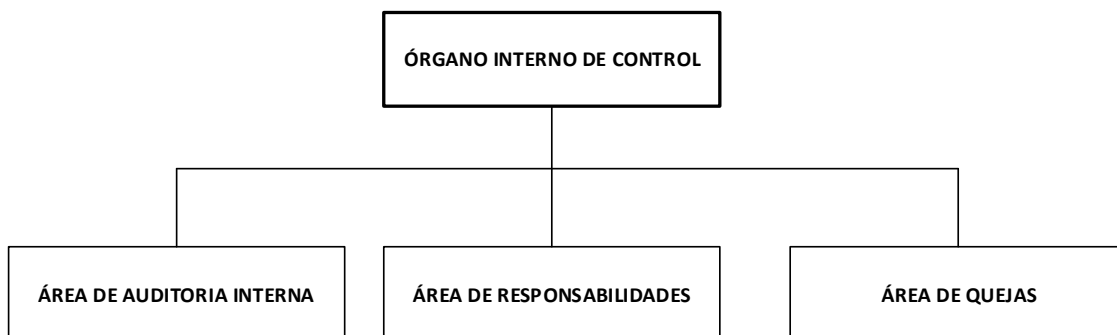 ÓRGANO INTERNO DE CONTROL
ÁREA DE AUDITORIA INTERNA
ÁREA DE RESPONSABILIDADES
ÁREA DE QUEJAS